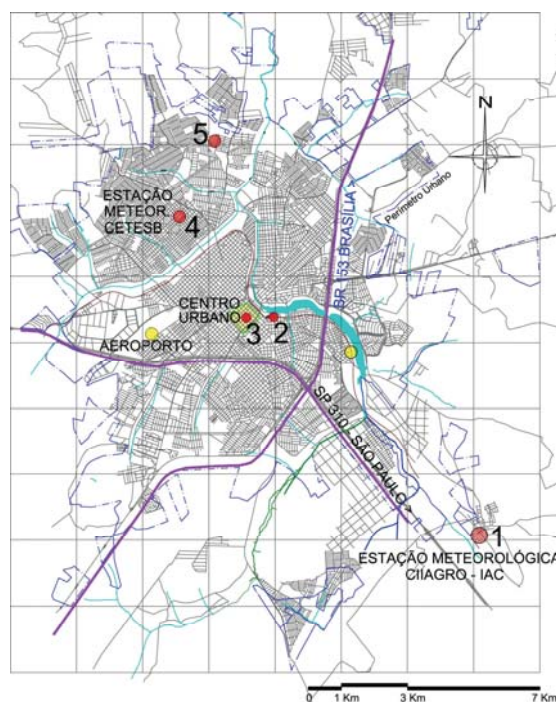 N
5
ESTAÇÃO
METEOR.
CETESB
4
Perímetro Urbano
BR 153 BRASÍLIA >
CENTRO
URBANO
3
2
AEROPORTO
SP 310 / SÃO PAULO >
1
ESTAÇÃO METEOROLÓGICA
CIIAGRO - IAC
0 1 Km 3 Km 7 Km